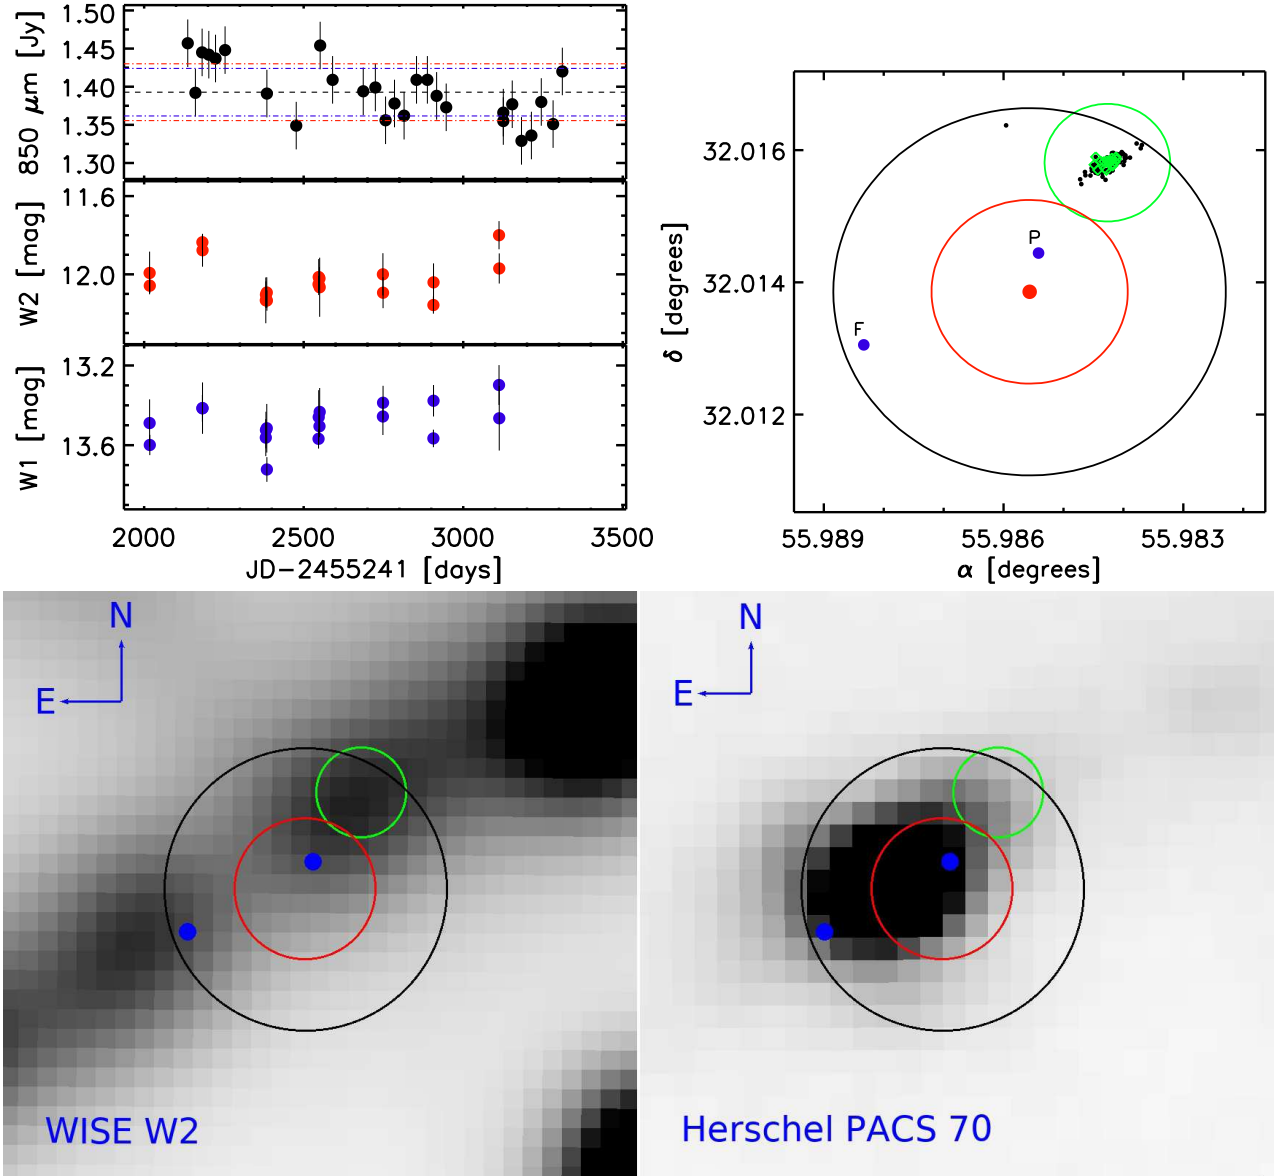 850 μm [Jy]
1.50
1.45
1.40
1.35
1.30
W2 [mag]
11.6
12.0
W1 [mag]
13.2
13.6
2000 2500 3000 3500
JD-2455241 [days]
δ [degrees]
32.016
32.014
32.012
P
F
55.989 55.986 55.983
α [degrees]
N
E
WISE W2
N
E
Herschel PACS 70